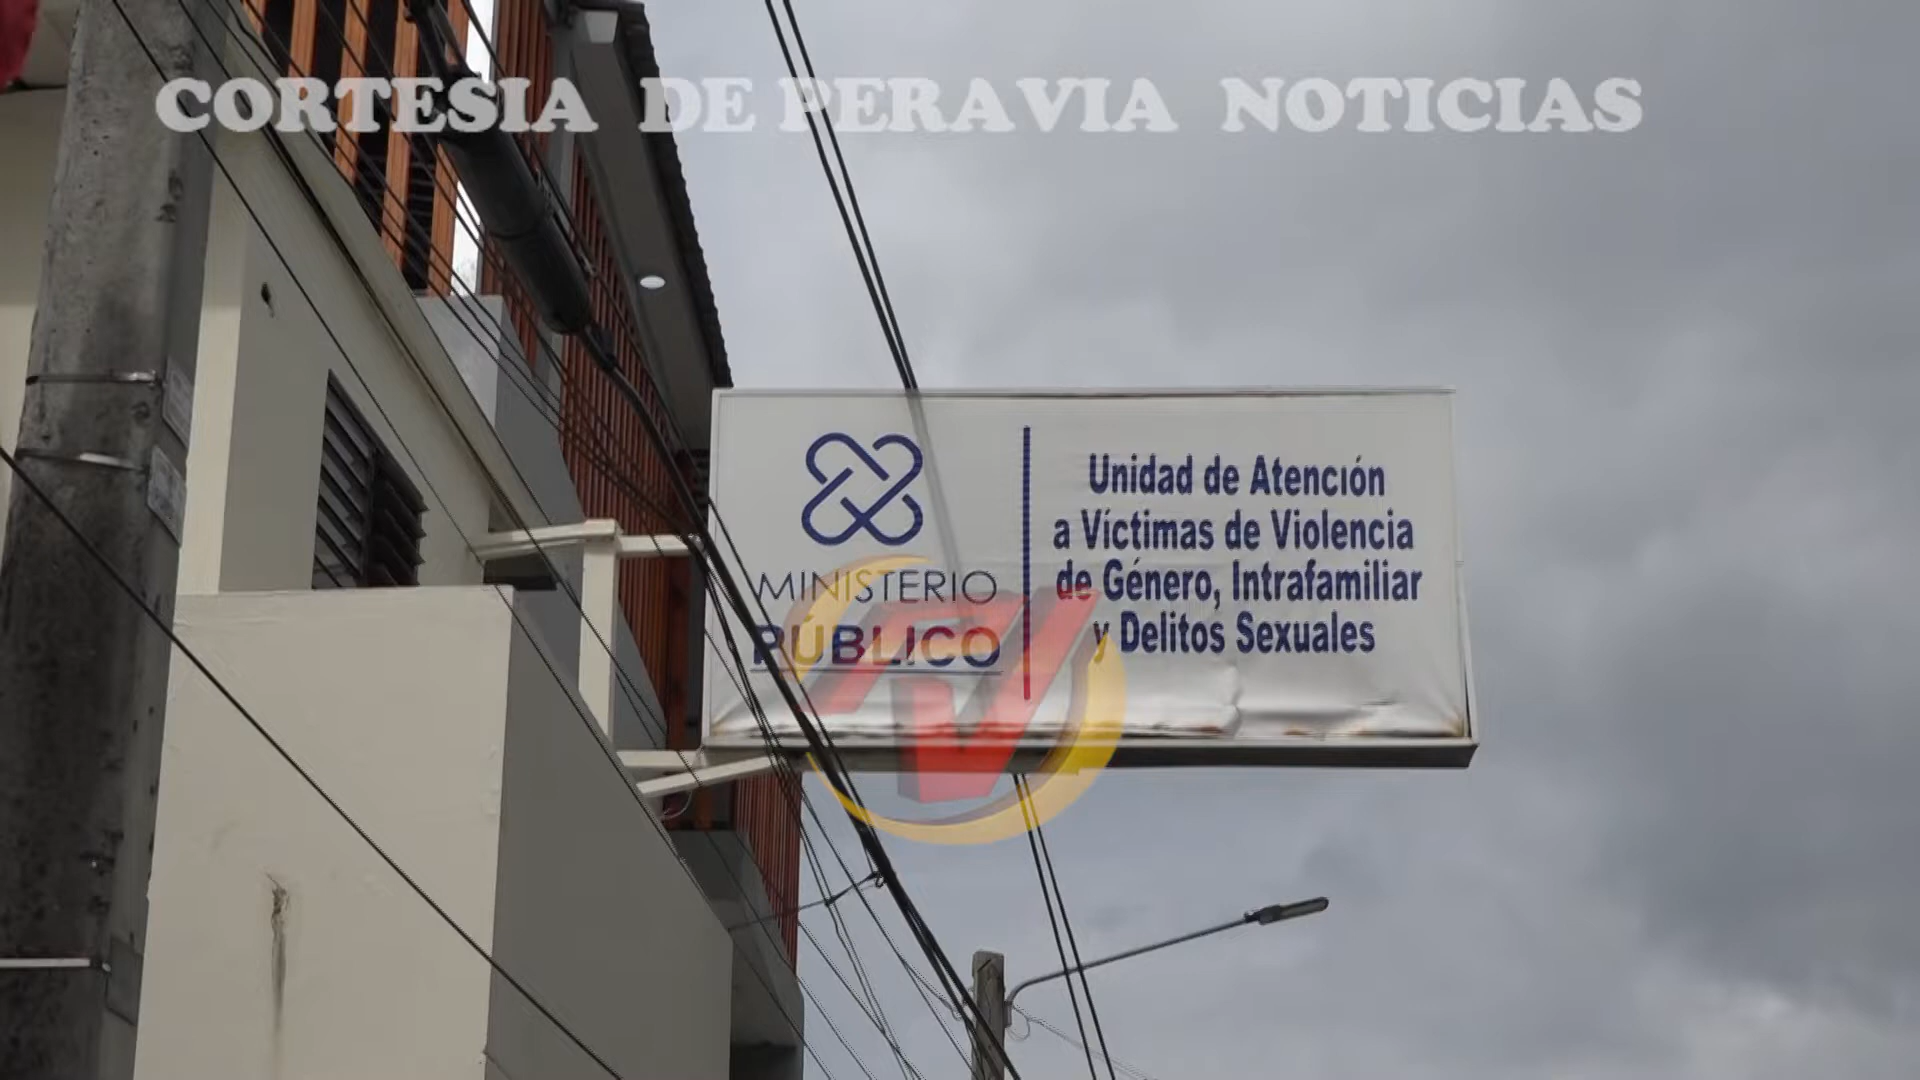 CORTESIA DE PERAVIA NOTICIAS
MINISTERIO
PÚBLICO
Unidad de Atención
a Víctimas de Violencia
de Género, Intrafamiliar
y Delitos Sexuales